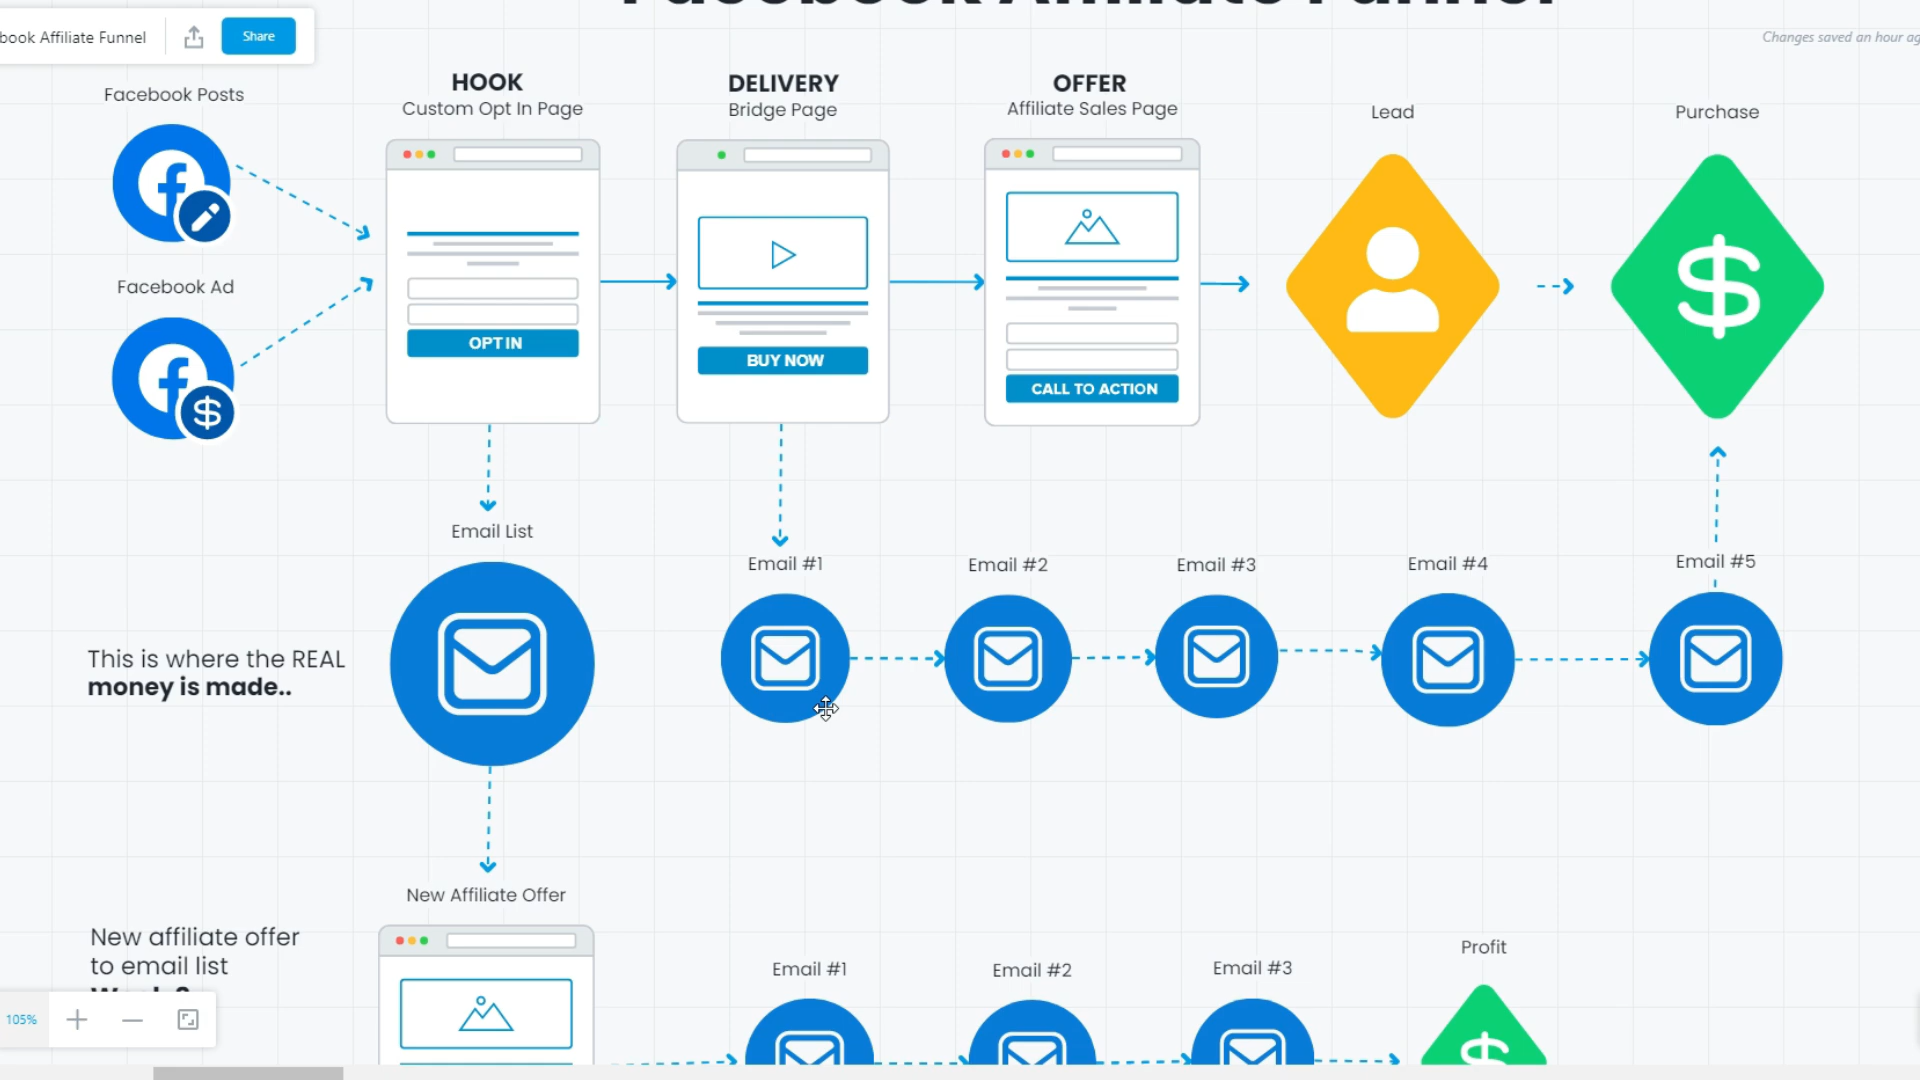 Facebook Affiliate Funnel
book Affiliate Funnel
Share
Changes saved an hour ag
Facebook Posts
HOOK
Custom Opt In Page
DELIVERY
Bridge Page
OFFER
Affiliate Sales Page
Lead
Purchase
Facebook Ad
OPT IN
BUY NOW
CALL TO ACTION
Email List
Email #1
Email #2
Email #3
Email #4
Email #5
This is where the REAL
money is made..
New Affiliate Offer
New affiliate offer
to email list
Email #1
Email #2
Email #3
Profit
105%